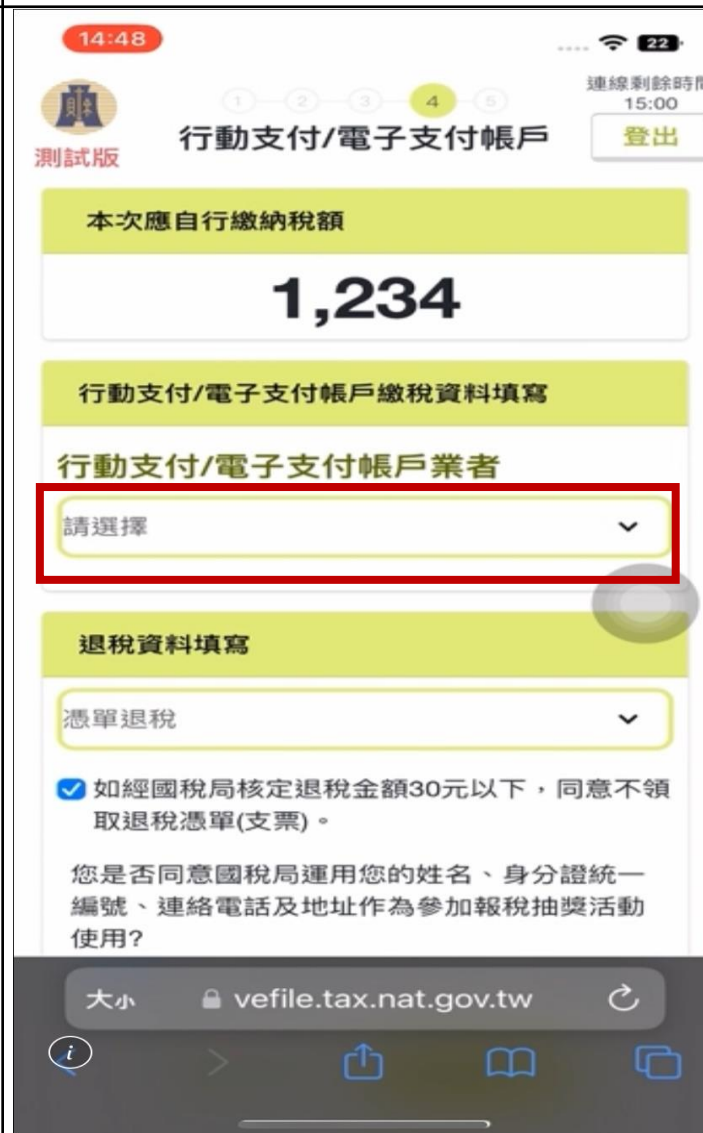 14:48
22
連線剩餘時間
15:00
1 2 3 4 5
行動支付/電子支付帳戶
登出
測試版
本次應自行繳納稅額
1,234
行動支付/電子支付帳戶繳稅資料填寫
行動支付/電子支付帳戶業者
請選擇
退稅資料填寫
憑單退稅
如經國稅局核定退稅金額30元以下，同意不領
取退稅憑單(支票)。
您是否同意國稅局運用您的姓名、身分證統一
編號、連絡電話及地址作為參加報稅抽獎活動
使用?
大小 vefile.tax.nat.gov.tw
i